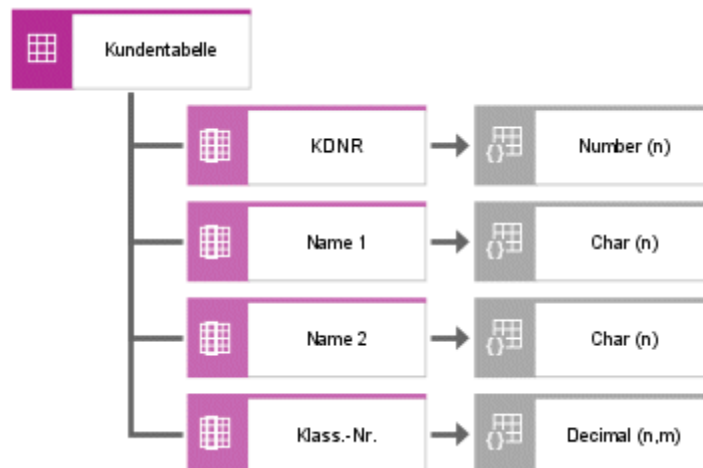 Kundentabelle
KDNR
Number (n)
Name 1
Char (n)
Name 2
Char (n)
Klass.-Nr.
Decimal (n,m)